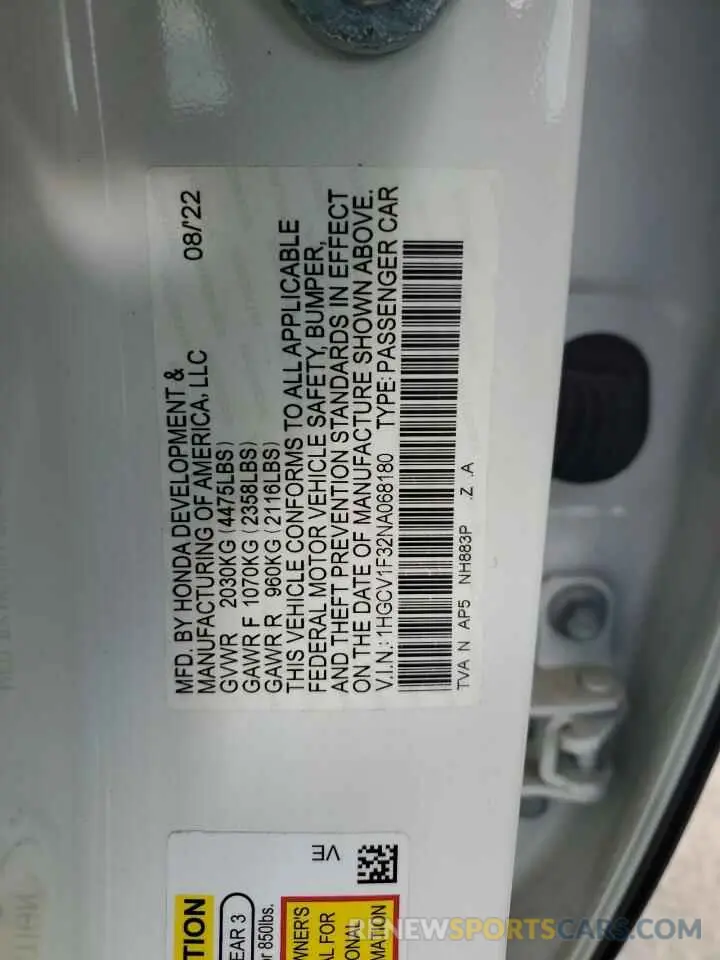 MFD. BY HONDA DEVELOPMENT & 08/'22
MANUFACTURING OF AMERICA, LLC
GVWR 2030KG (4475LBS)
GAWR F 1070KG (2358LBS)
GAWR R 960KG (2116LBS)
THIS VEHICLE CONFORMS TO ALL APPLICABLE
FEDERAL MOTOR VEHICLE SAFETY, BUMPER,
AND THEFT PREVENTION STANDARDS IN EFFECT
ON THE DATE OF MANUFACTURE SHOWN ABOVE.
V.I.N.: 1HGCV1F32NA068180 TYPE: PASSENGER CAR
TVA N AP5 NH883P .Z .A
VE
TION
EAR 3
or 850lbs.
WNER'S
AL FOR
ONAL
MATION
RENEWSPORTSCARS.COM